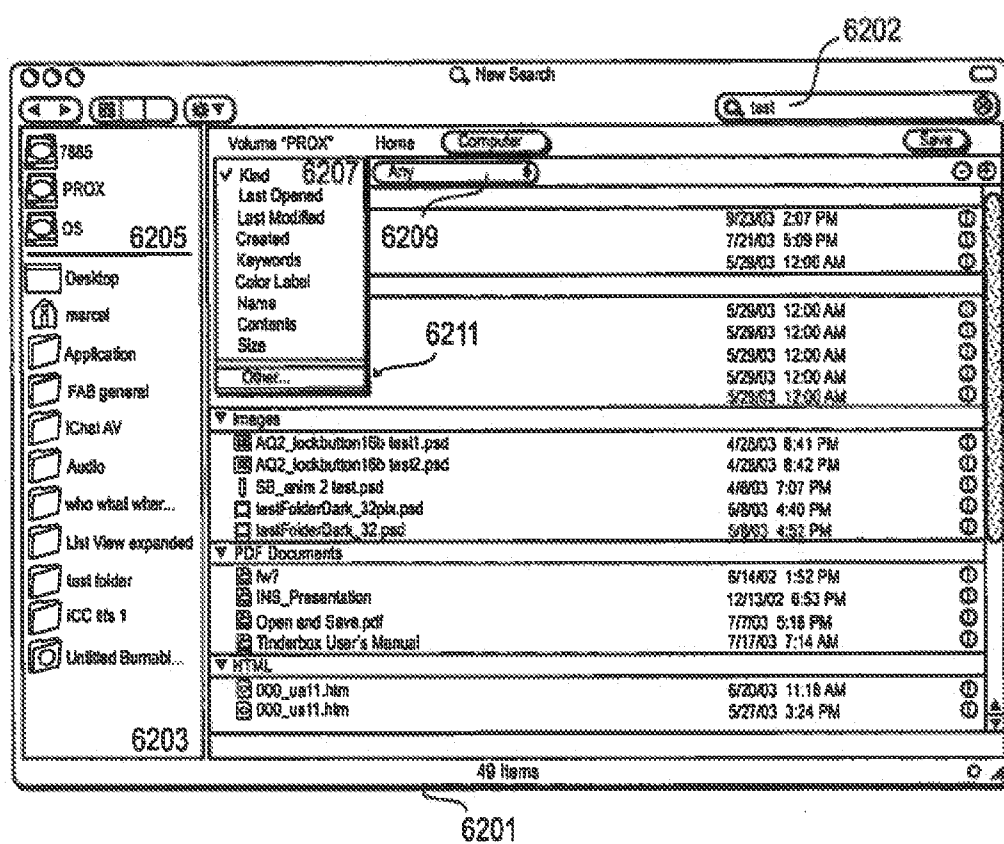 6202
New Search
test
Volume "PROX" Home Computer Save
7885
PROX
OS
6205
Desktop
marcel
Application
FAB general
iChat AV
Audio
who what wher...
List View expanded
test folder
ICC tifs 1
Untitled Burnabl...
6203
✓ Kind 6207 Any
Last Opened
Last Modified
Created
Keywords
Color Label
Name
Contents
Size
Other...
6209
6211
9/23/03 2:07 PM
7/21/03 5:09 PM
5/29/03 12:00 AM
5/29/03 12:00 AM
5/29/03 12:00 AM
5/29/03 12:00 AM
5/29/03 12:00 AM
5/29/03 12:00 AM
Images
AQ2_lockbutton16b test1.psd 4/28/03 8:41 PM
AQ2_lockbutton16b test2.psd 4/28/03 8:42 PM
SB_anim 2 test.psd 4/8/03 7:07 PM
testFolderDark_32pix.psd 5/8/03 4:40 PM
testFolderDark_32.psd 5/8/03 4:52 PM
PDF Documents
fw7 6/14/02 1:52 PM
INS_Presentation 12/13/02 6:53 PM
Open and Save.pdf 7/7/03 5:18 PM
Tinderbox User's Manual 7/17/03 7:14 AM
HTML
000_us11.htm 6/20/03 11:18 AM
000_us11.htm 5/27/03 3:24 PM
49 items
6201